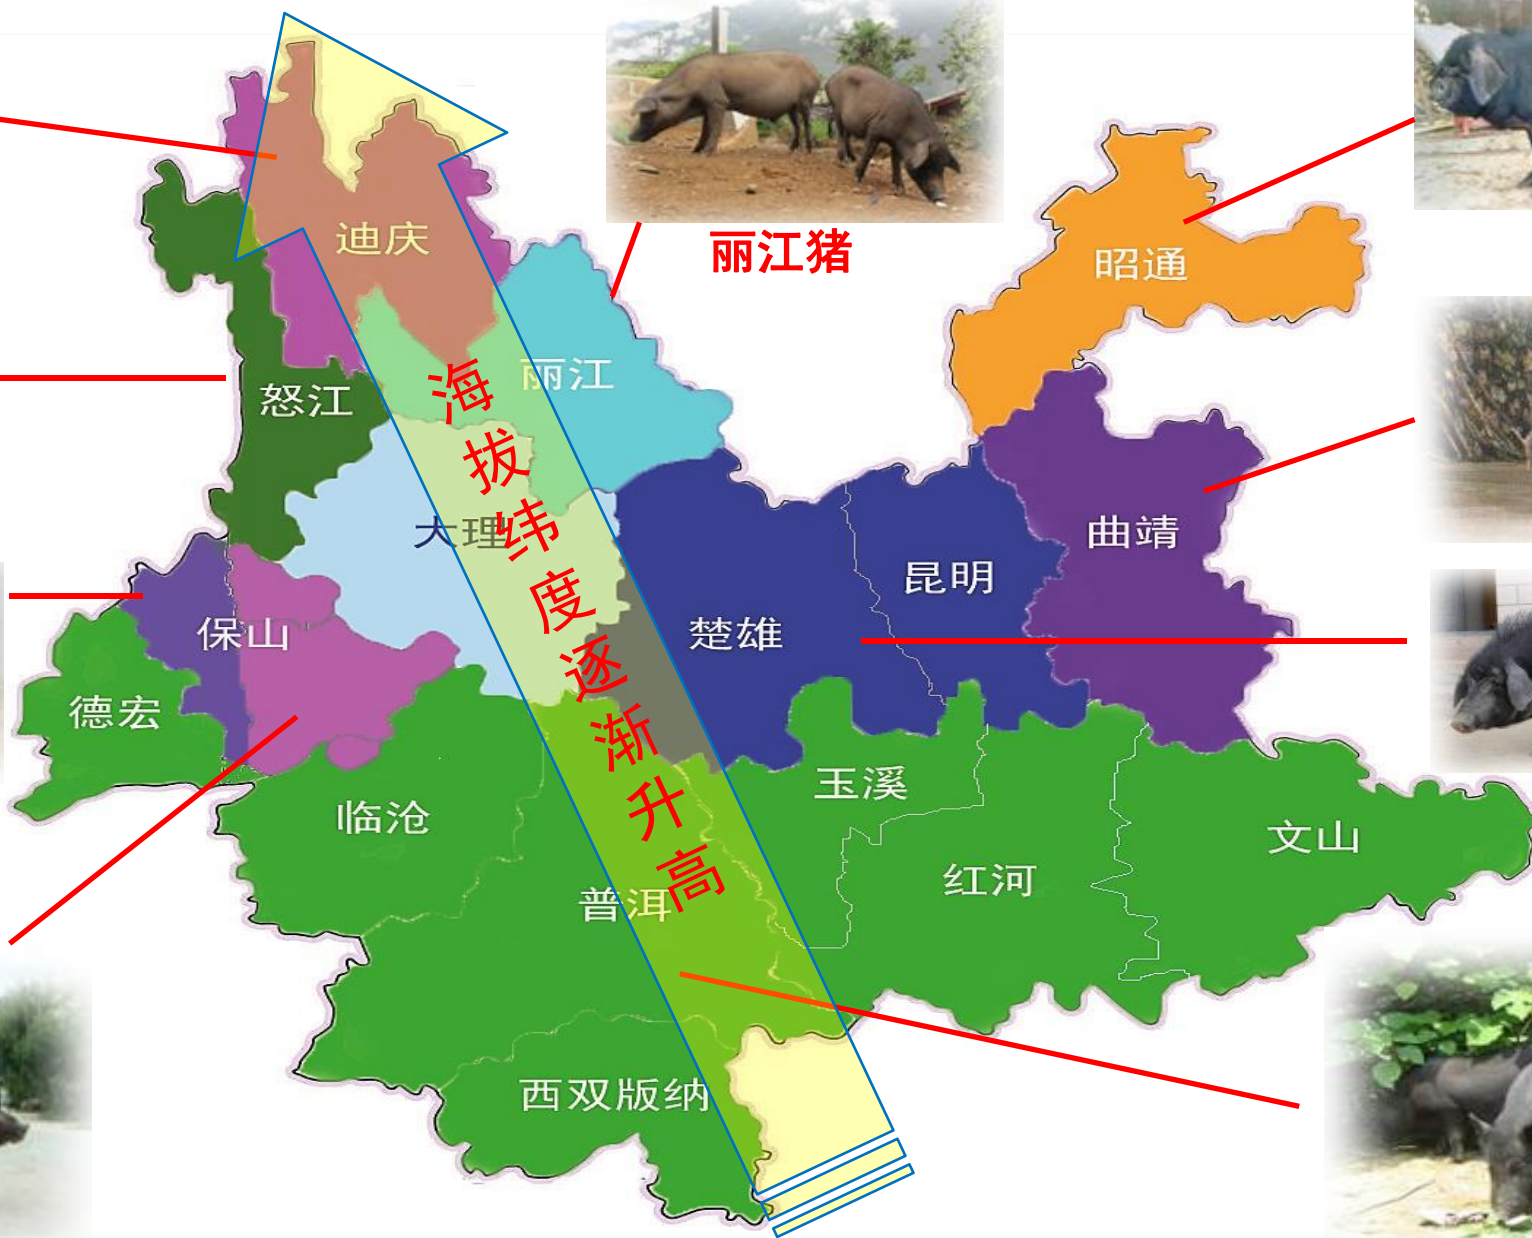 丽江猪
迪庆
昭通
丽江
怒江
大理
曲靖
昆明
保山
楚雄
德宏
玉溪
临沧
文山
红河
普洱
西双版纳
海拔纬度逐渐升高